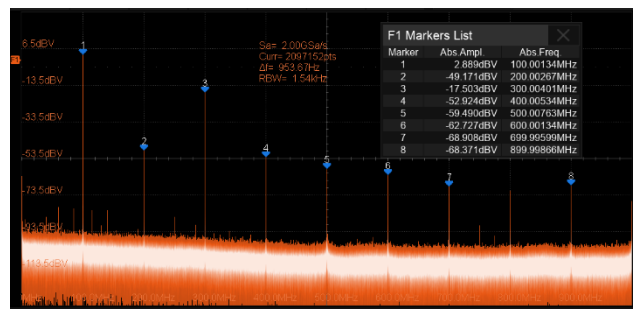 F1 Markers List
Marker Abs.Ampl. Abs.Freq.
1 2.889dBV 100.00134MHz
2 -49.171dBV 200.00267MHz
3 -17.503dBV 300.00401MHz
4 -52.924dBV 400.00534MHz
5 -59.490dBV 500.00763MHz
6 -62.727dBV 600.00134MHz
7 -68.908dBV 699.99599MHz
8 -68.371dBV 899.99866MHz
Sa= 2.00GSa/s
Curr= 2097152pts
Δf= 953.67Hz
RBW= 1.54kHz
6.5dBV
F1
-13.5dBV
-33.5dBV
-53.5dBV
-73.5dBV
-93.5dBV
-113.5dBV
1
2
3
4
5
6
7
8